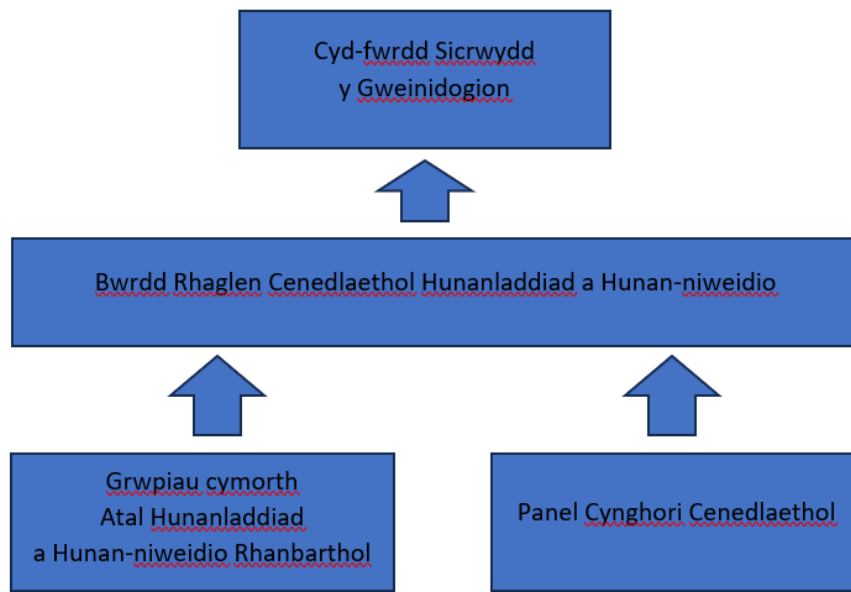 Cyd-fwrdd Sicrwydd
y Gweinidogion
Bwrdd Rhaglen Cenedlaethol Hunanladdiad a Hunan-niweidio
Grwpiau cymorth
Atal Hunanladdiad
a Hunan-niweidio Rhanbarthol
Panel Cynghori Cenedlaethol